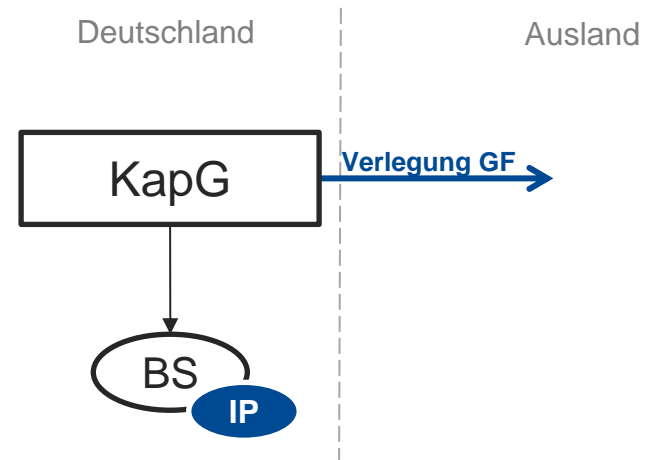 Deutschland
Ausland
KapG
Verlegung GF
BS
IP